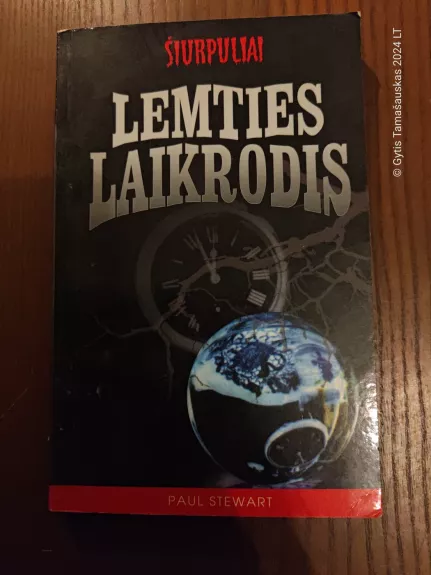 ŠIURPULIAI
LEMTIES
LAIKRODIS
PAUL STEWART
© Gytis Tamašauskas 2024 LT